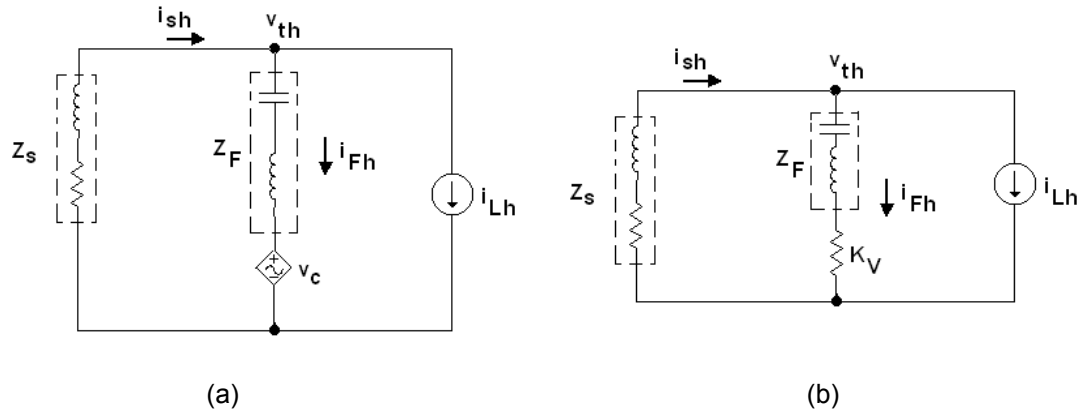 i_sh
v_th
Z_s
Z_F
i_Fh
i_Lh
v_c
(a)
i_sh
v_th
Z_s
Z_F
i_Fh
i_Lh
K_V
(b)